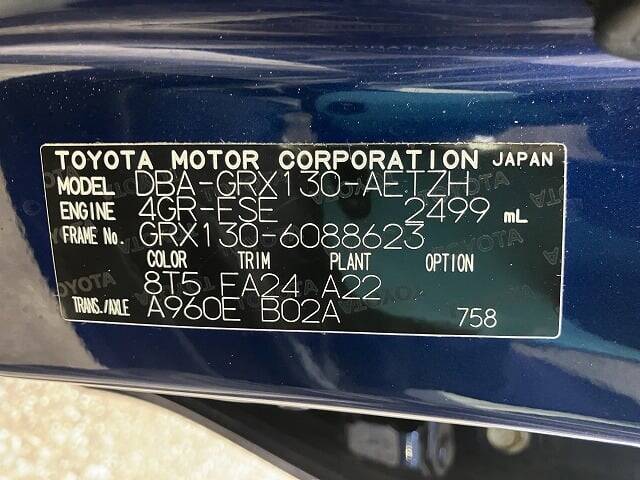 TOYOTA MOTOR CORPORATION JAPAN
MODEL DBA-GRX130-AETZH
ENGINE 4GR-FSE 2499 mL
FRAME No. GRX130-6088623
COLOR TRIM PLANT OPTION
8T5 FA24 A22
TRANS./AXLE A960E B02A 758